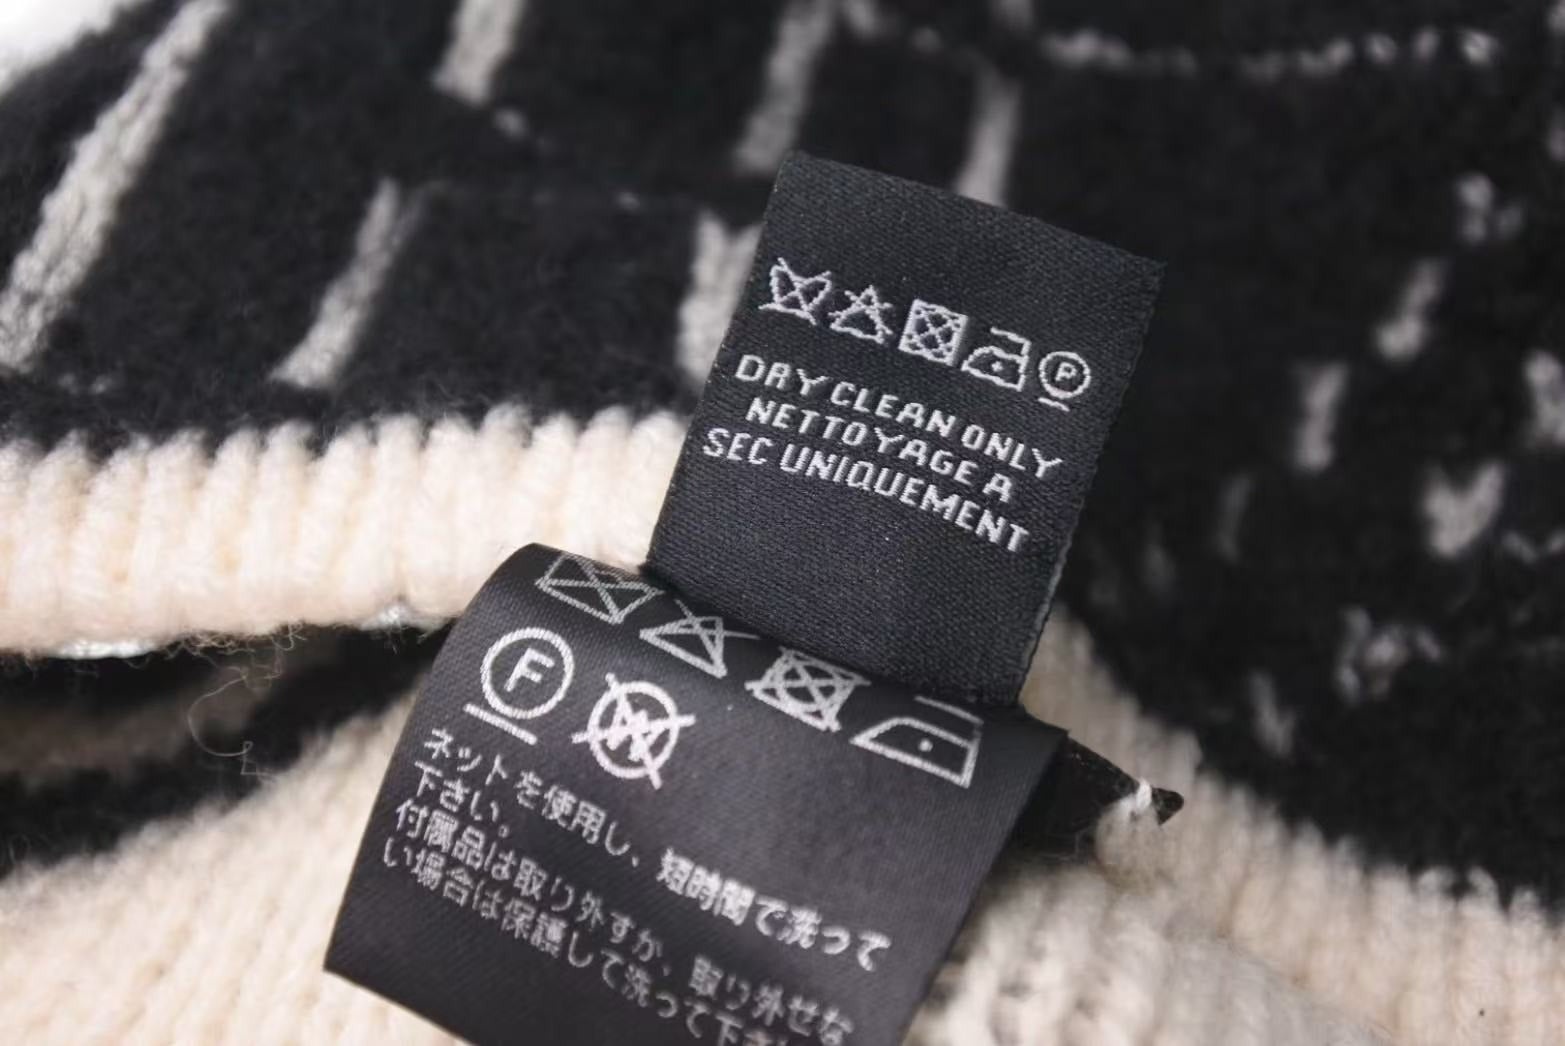 P
DRY CLEAN ONLY
NETTOYAGE A
SEC UNIQUEMENT
F
W
ネットを使用し、短時間で洗って
下さい。
付属品は取り外すか、取り外せな
い場合は保護して洗って下さ